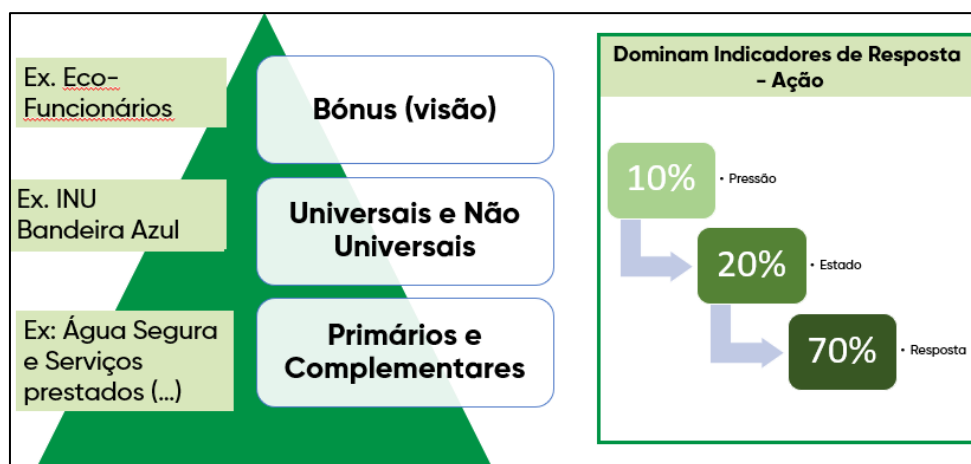 Ex. Eco-
Funcionários
Bónus (visão)
Ex. INU
Bandeira Azul
Universais e Não
Universais
Ex: Água Segura
e Serviços
prestados (...)
Primários e
Complementares
Dominam Indicadores de Resposta
- Ação
10%
• Pressão
20%
• Estado
70%
• Resposta